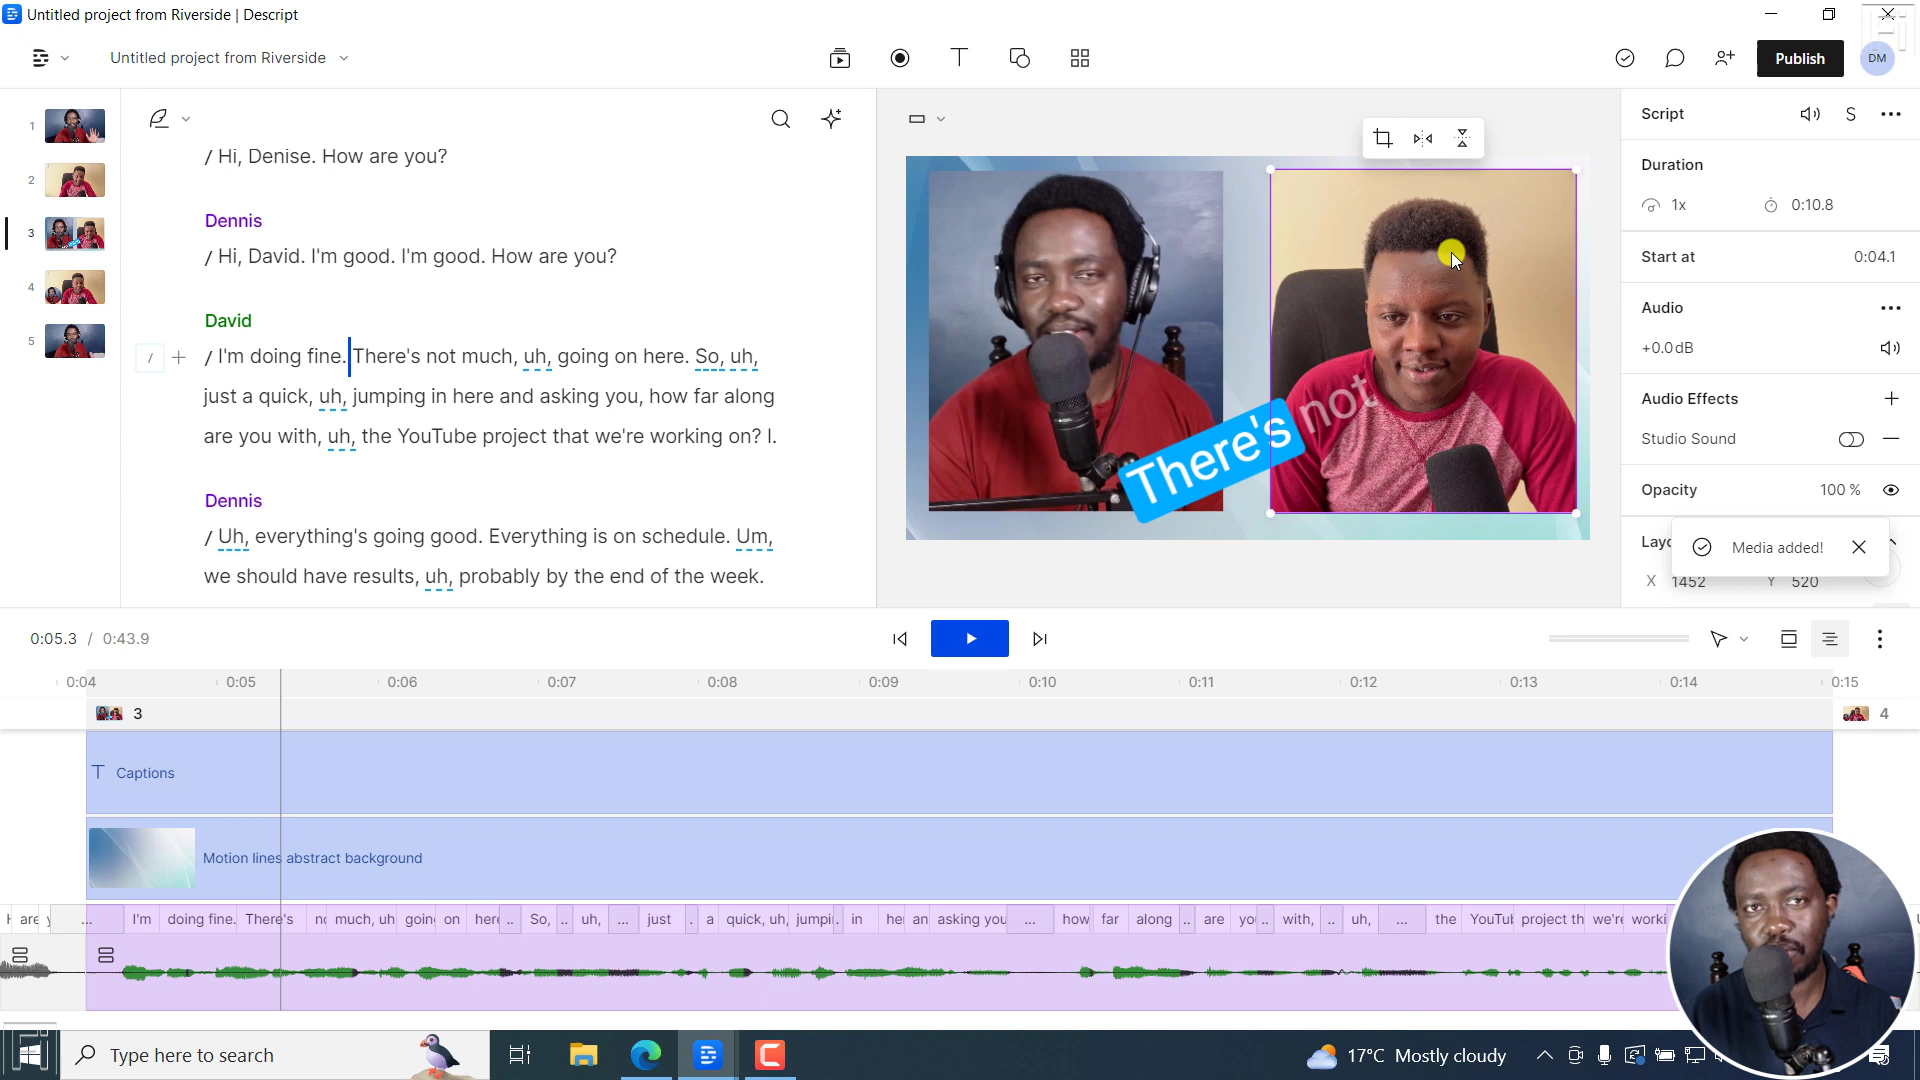 Untitled project from Riverside | Descript
Untitled project from Riverside
Publish
DM
1
2
3
4
5
/ Hi, Denise. How are you?
Dennis
/ Hi, David. I'm good. I'm good. How are you?
David
/ I'm doing fine. There's not much, uh, going on here. So, uh,
just a quick, uh, jumping in here and asking you, how far along
are you with, uh, the YouTube project that we're working on? I.
Dennis
/ Uh, everything's going good. Everything is on schedule. Um,
we should have results, uh, probably by the end of the week.
/
There's not
Script
S
Duration
1x
0:10.8
Start at
0:04.1
Audio
+0.0dB
Audio Effects
Studio Sound
Opacity
100 %
Media added!
X 1452
Y 520
0:05.3 / 0:43.9
0:04
0:05
0:06
0:07
0:08
0:09
0:10
0:11
0:12
0:13
0:14
0:15
3
4
T Captions
Motion lines abstract background
are ... I'm doing fine. There's much, uh on .. So, .. uh, ... just . a quick, uh, in an asking you ... how far along .. are .. with, .. uh, ... the project we're
Type here to search
17°C Mostly cloudy